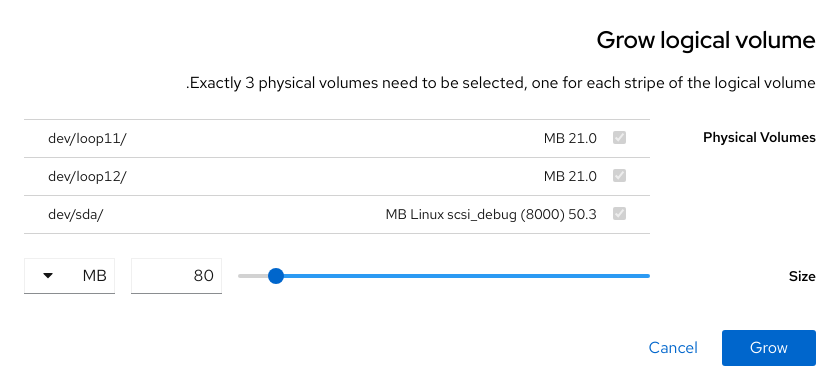 Grow logical volume
.Exactly 3 physical volumes need to be selected, one for each stripe of the logical volume
Physical Volumes
dev/loop11/ MB 21.0
dev/loop12/ MB 21.0
dev/sda/ MB Linux scsi_debug (8000) 50.3
Size
MB 80
Cancel Grow